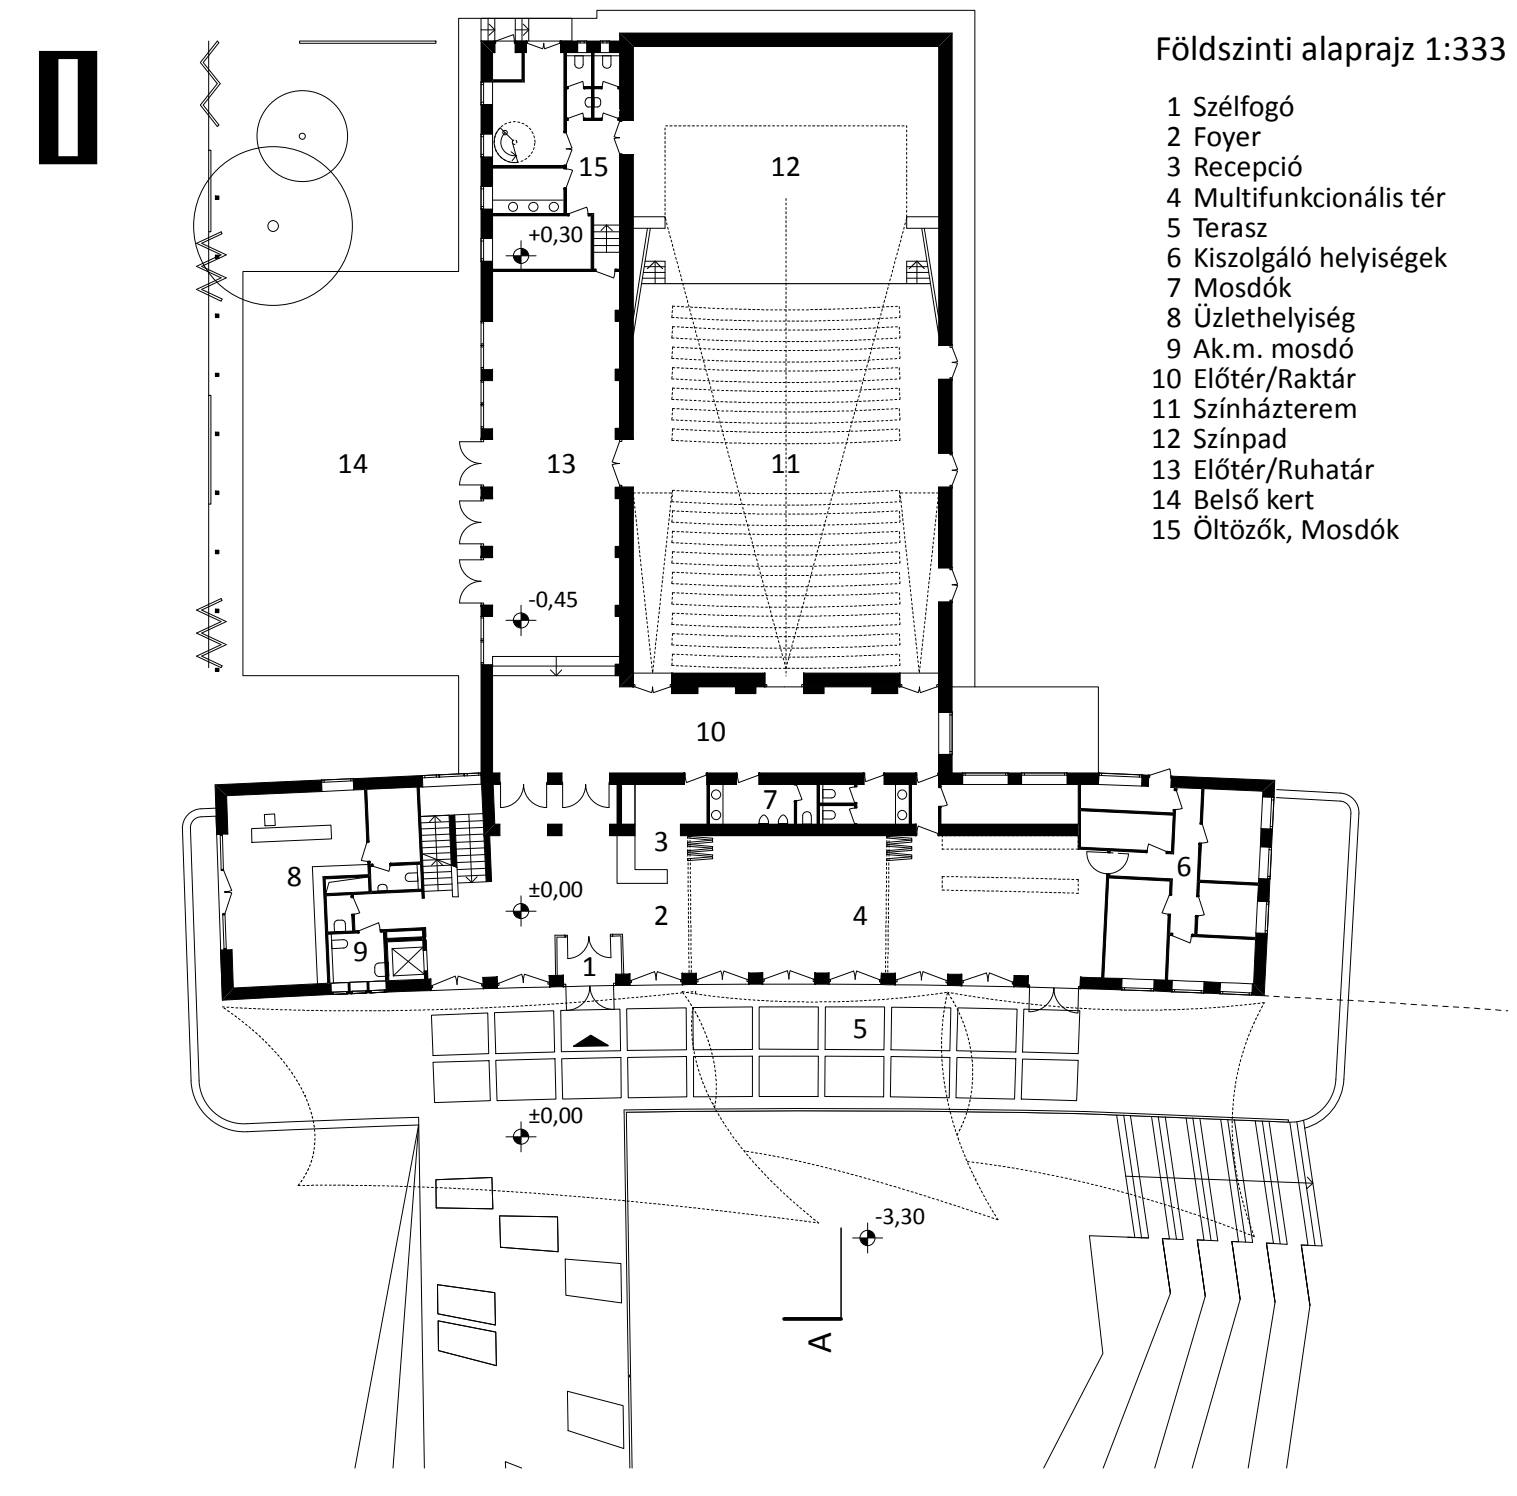 Földszinti alaprajz 1:333
1 Szélfogó
2 Foyer
3 Recepció
4 Multifunkcionális tér
5 Terasz
6 Kiszolgáló helyiségek
7 Mosdók
8 Üzlethelyiség
9 Ak.m. mosdó
10 Előtér/Raktár
11 Színházterem
12 Színpad
13 Előtér/Ruhatár
14 Belső kert
15 Öltözők, Mosdók
15
12
+0,30
14
13
11
-0,45
10
7
3
8
6
±0,00
2
4
9
1
5
±0,00
-3,30
A